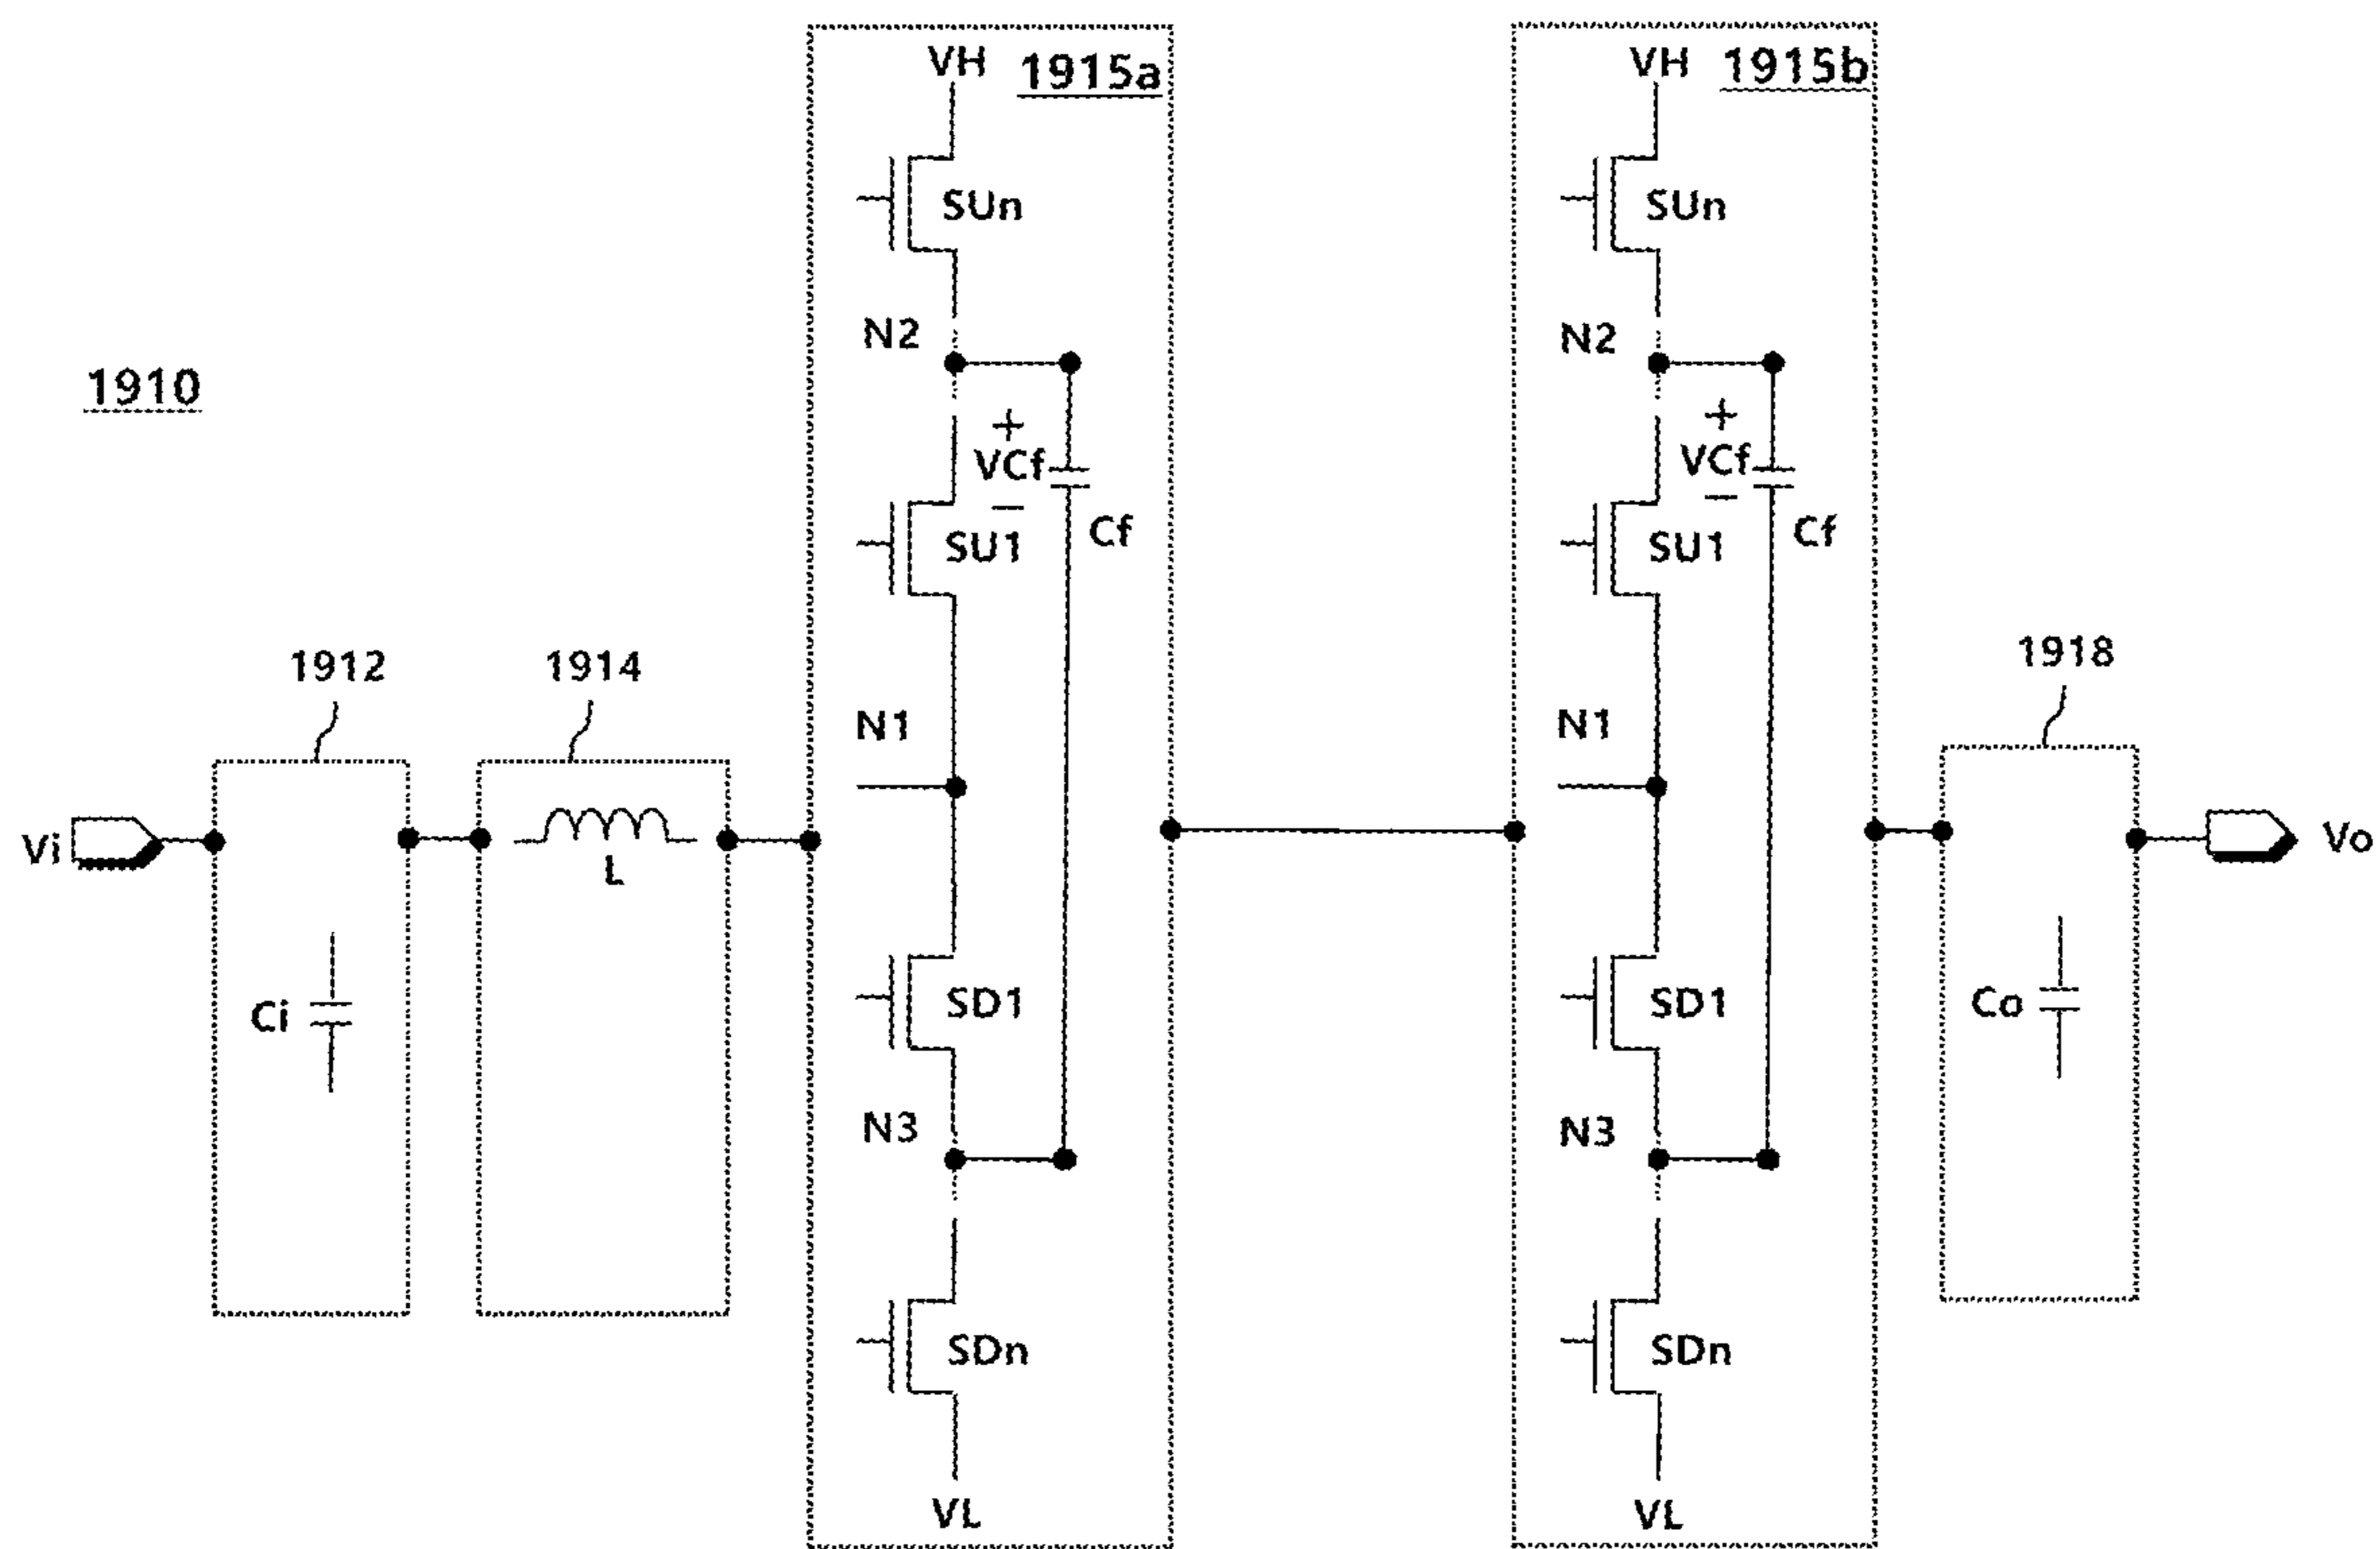 1910
Vi
1912
Ci
1914
L
1915a
VH
SUn
N2
+
VCf
−
Cf
SU1
N1
SD1
N3
SDn
VL
1915b
VH
SUn
N2
+
VCf
−
Cf
SU1
N1
SD1
N3
SDn
VL
1918
Co
Vo